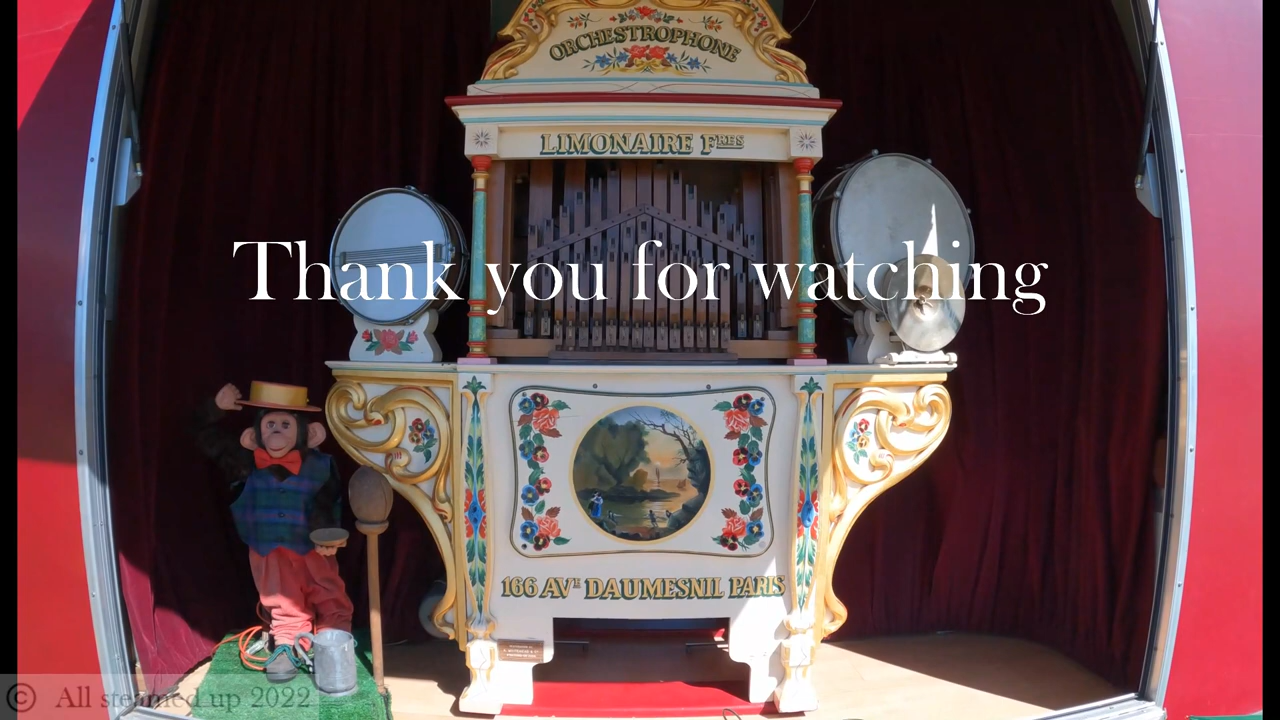 ORCHESTROPHONE
LIMONAIRE FRES
Thank you for watching
166 AVE DAUMESNIL PARIS
© All steamed up 2022